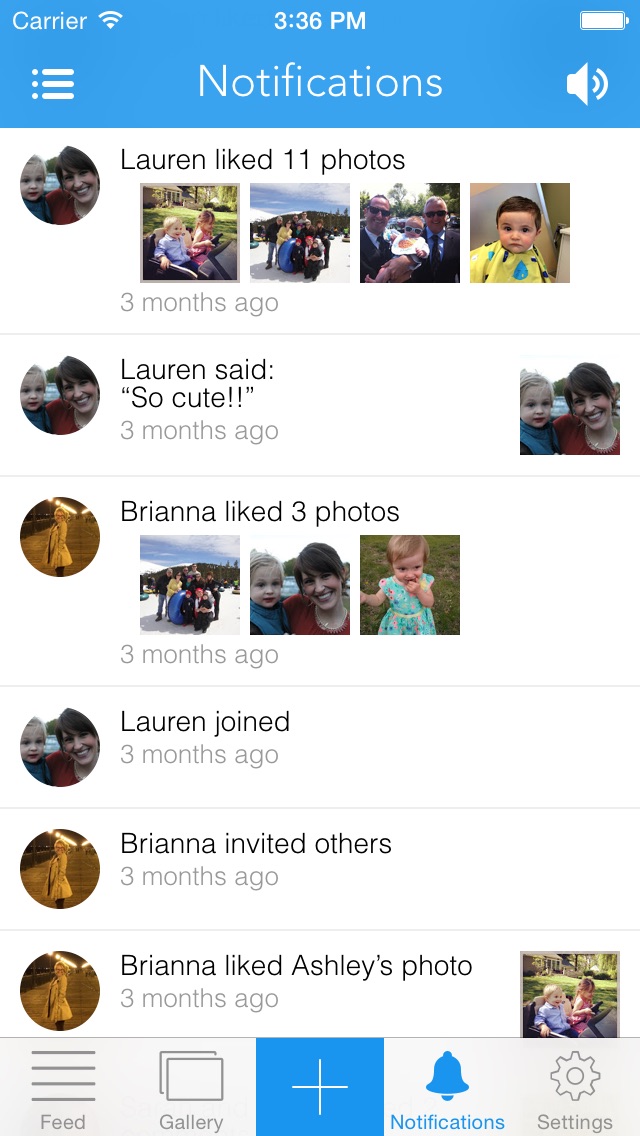 Carrier 3:36 PM
Notifications
Lauren liked 11 photos
3 months ago
Lauren said:
“So cute!!”
3 months ago
Brianna liked 3 photos
3 months ago
Lauren joined
3 months ago
Brianna invited others
3 months ago
Brianna liked Ashley’s photo
3 months ago
Feed Gallery Notifications Settings